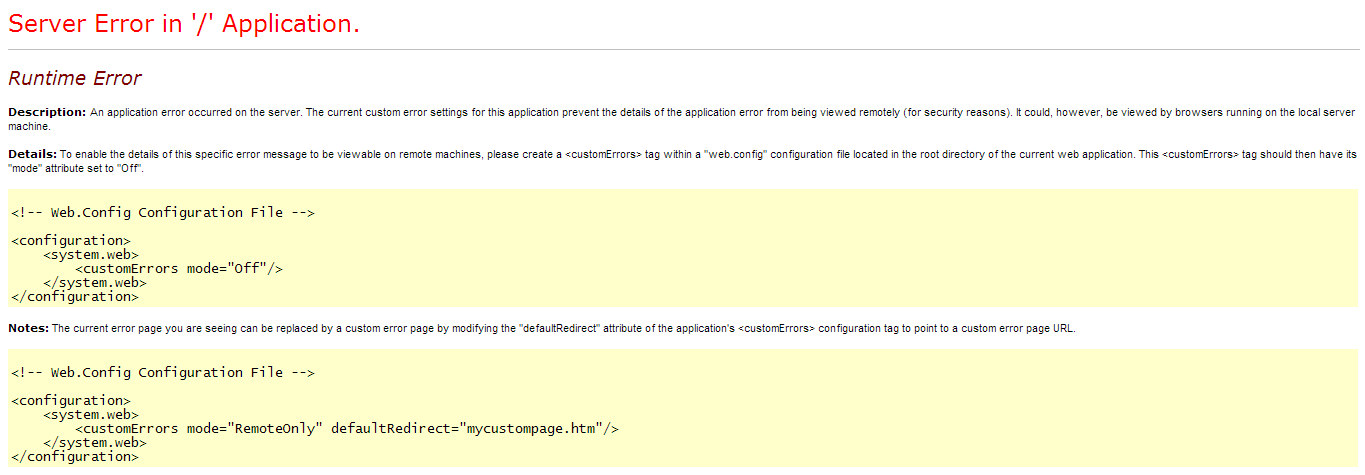 Server Error in '/' Application.
Runtime Error
Description: An application error occurred on the server. The current custom error settings for this application prevent the details of the application error from being viewed remotely (for security reasons). It could, however, be viewed by browsers running on the local server
machine.
Details: To enable the details of this specific error message to be viewable on remote machines, please create a <customErrors> tag within a "web.config" configuration file located in the root directory of the current web application. This <customErrors> tag should then have its
"mode" attribute set to "Off".
<!-- Web.Config Configuration File -->
<configuration>
    <system.web>
        <customErrors mode="Off"/>
    </system.web>
</configuration>
Notes: The current error page you are seeing can be replaced by a custom error page by modifying the "defaultRedirect" attribute of the application's <customErrors> configuration tag to point to a custom error page URL.
<!-- Web.Config Configuration File -->
<configuration>
    <system.web>
        <customErrors mode="RemoteOnly" defaultRedirect="mycustompage.htm"/>
    </system.web>
</configuration>